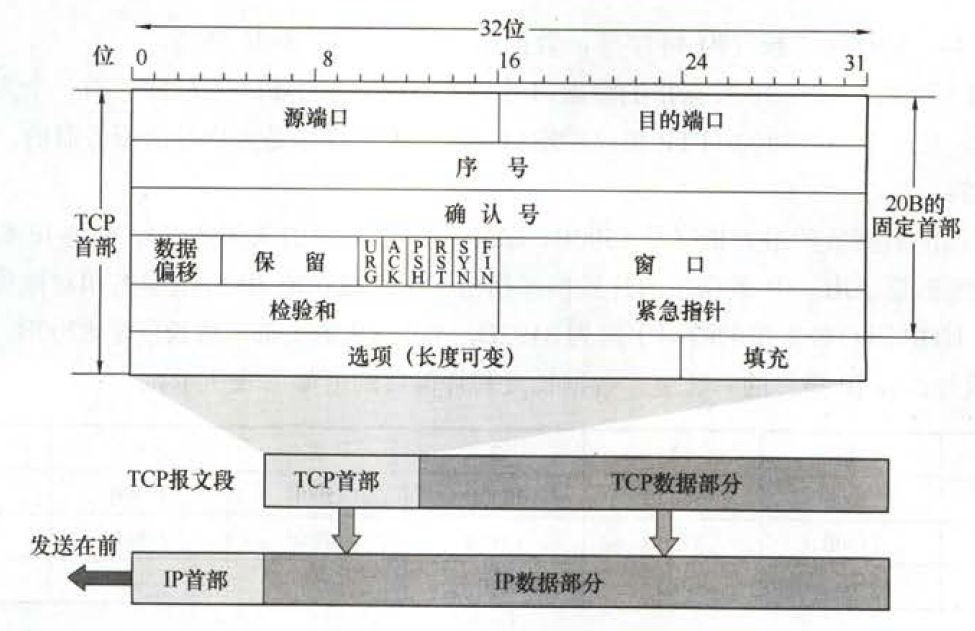 32位
位 0 8 16 24 31
源端口 目的端口
序 号
TCP首部
20B的固定首部
确认号
数据偏移 保 留 URG ACK PSH RST SYN FIN 窗 口
检验和 紧急指针
选项（长度可变） 填充
TCP报文段 TCP首部 TCP数据部分
发送在前
IP首部 IP数据部分